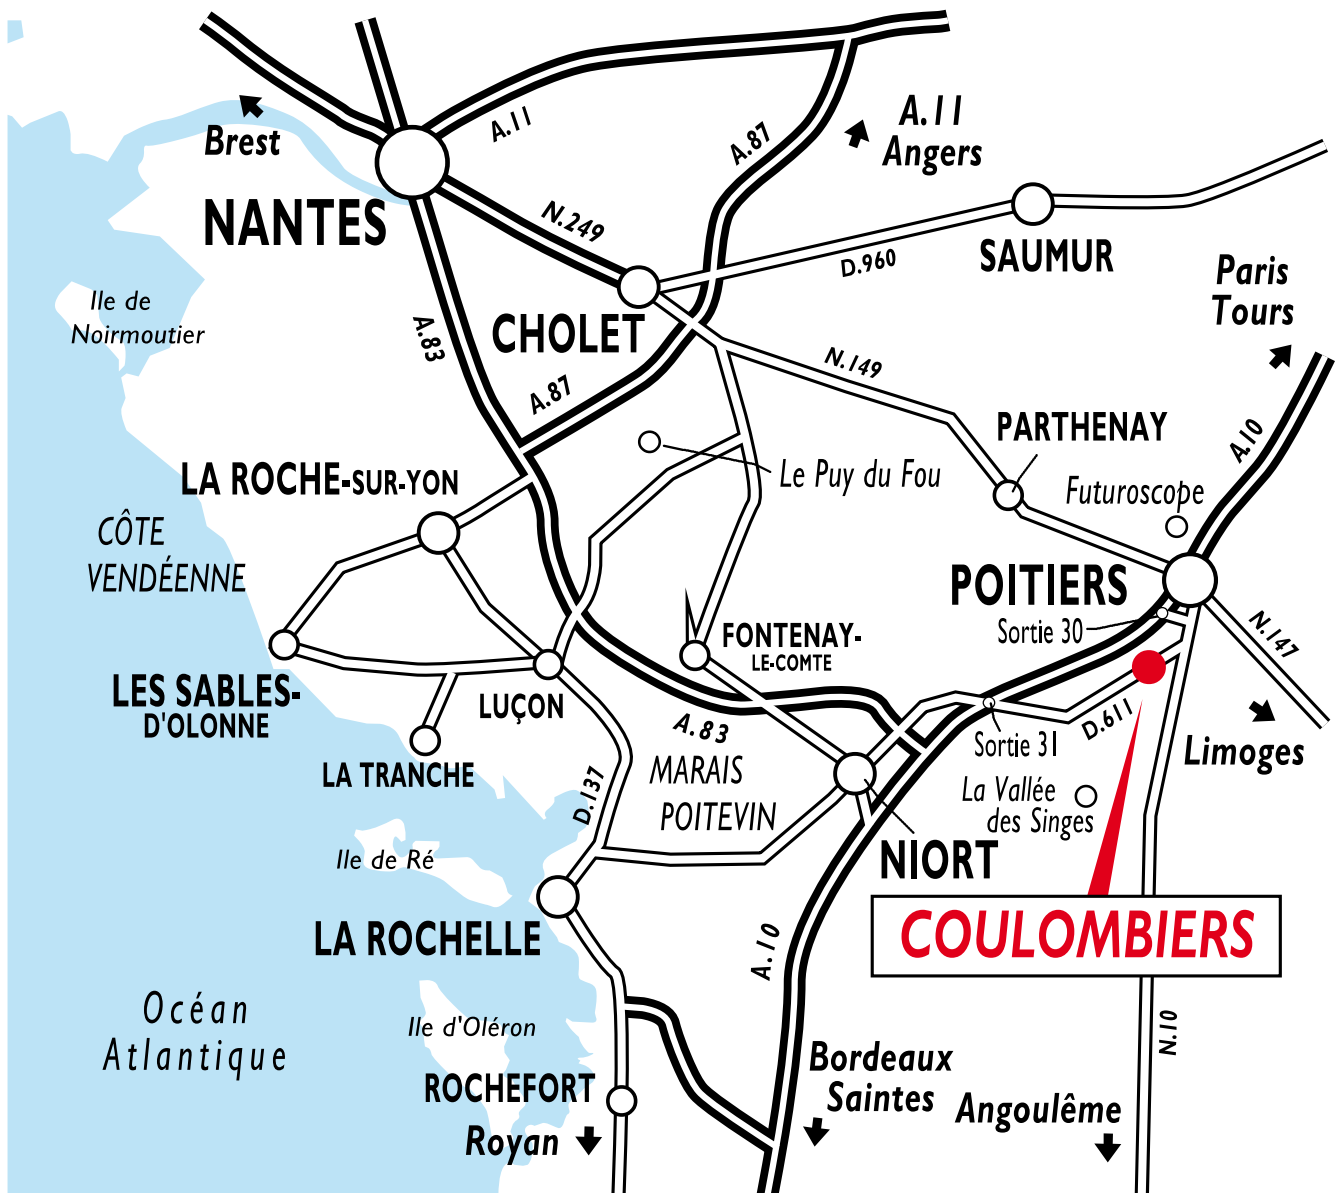 Brest
NANTES
A.11
A.87
A.11
Angers
N.249
D.960
SAUMUR
Paris
Tours
Ile de
Noirmoutier
A.83
CHOLET
A.87
N.149
A.10
LA ROCHE-SUR-YON
Le Puy du Fou
PARTHENAY
Futuroscope
CÔTE
VENDÉENNE
POITIERS
Sortie 30
N.147
FONTENAY-
LE-COMTE
LES SABLES-
D'OLONNE
LUÇON
A.83
D.611
Sortie 31
Limoges
LA TRANCHE
D.137
MARAIS
POITEVIN
La Vallée
des Singes
Ile de Ré
NIORT
LA ROCHELLE
A.10
COULOMBIERS
Océan
Atlantique
Ile d'Oléron
N.10
ROCHEFORT
Royan
Bordeaux
Saintes
Angoulême